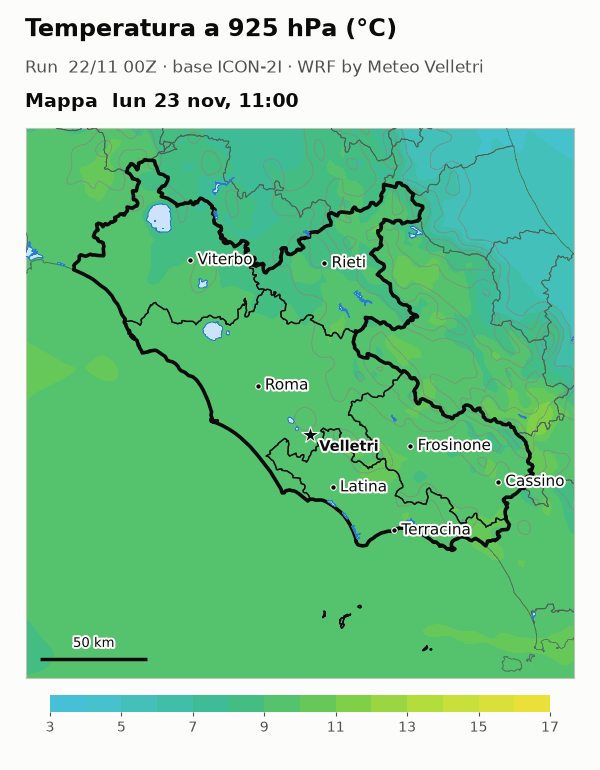 Temperatura a 925 hPa (°C)
Run  22/11 00Z · base ICON-2I · WRF by Meteo Velletri
Mappa  lun 23 nov, 11:00
Viterbo
Rieti
Roma
Velletri
Frosinone
Latina
Cassino
Terracina
50 km
3 5 7 9 11 13 15 17